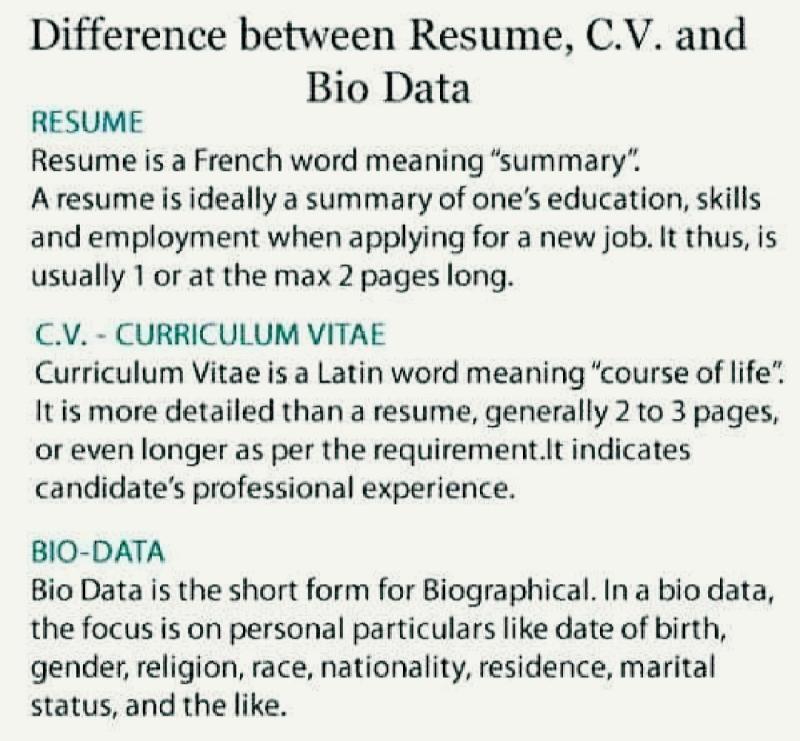 Difference between Resume, C.V. and
Bio Data
RESUME
Resume is a French word meaning “summary”.
A resume is ideally a summary of one’s education, skills
and employment when applying for a new job. It thus, is
usually 1 or at the max 2 pages long.
C.V. - CURRICULUM VITAE
Curriculum Vitae is a Latin word meaning “course of life”.
It is more detailed than a resume, generally 2 to 3 pages,
or even longer as per the requirement.It indicates
candidate’s professional experience.
BIO-DATA
Bio Data is the short form for Biographical. In a bio data,
the focus is on personal particulars like date of birth,
gender, religion, race, nationality, residence, marital
status, and the like.